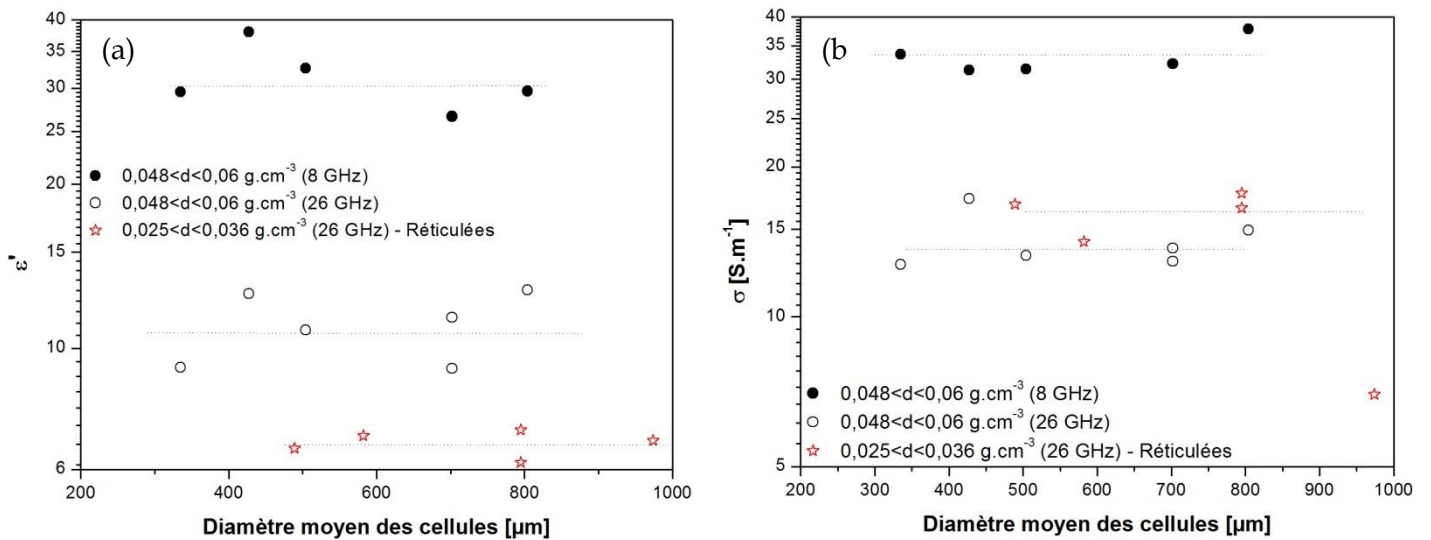 (a)
40
35
30
25
20
15
10
6
ε'
0,048<d<0,06 g.cm⁻³ (8 GHz)
0,048<d<0,06 g.cm⁻³ (26 GHz)
0,025<d<0,036 g.cm⁻³ (26 GHz) - Réticulées
200 400 600 800 1000
Diamètre moyen des cellules [µm]
(b
40
35
30
25
20
15
10
5
σ [S.m⁻¹]
0,048<d<0,06 g.cm⁻³ (8 GHz)
0,048<d<0,06 g.cm⁻³ (26 GHz)
0,025<d<0,036 g.cm⁻³ (26 GHz) - Réticulées
200 300 400 500 600 700 800 900 1000
Diamètre moyen des cellules [µm]